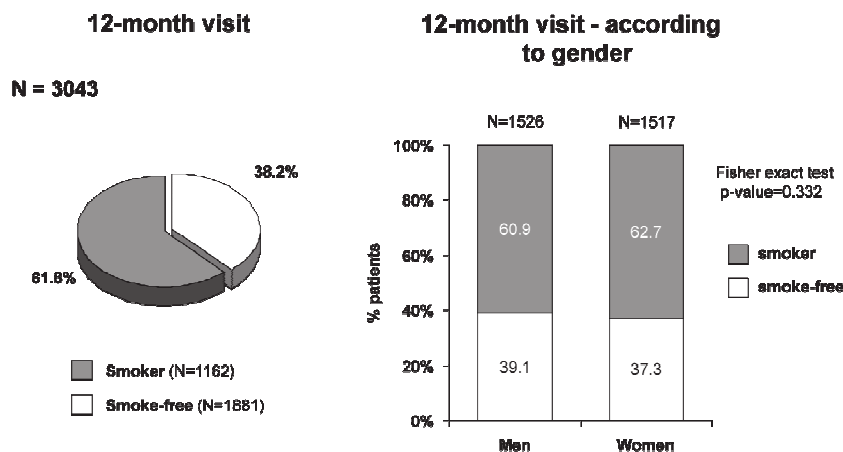 12-month visit
N = 3043
38.2%
61.8%
Smoker (N=1162)
Smoke-free (N=1881)
12-month visit - according
to gender
N=1526
N=1517
100%
80%
60%
40%
20%
0%
% patients
60.9
62.7
39.1
37.3
Men
Women
Fisher exact test
p-value=0.332
smoker
smoke-free